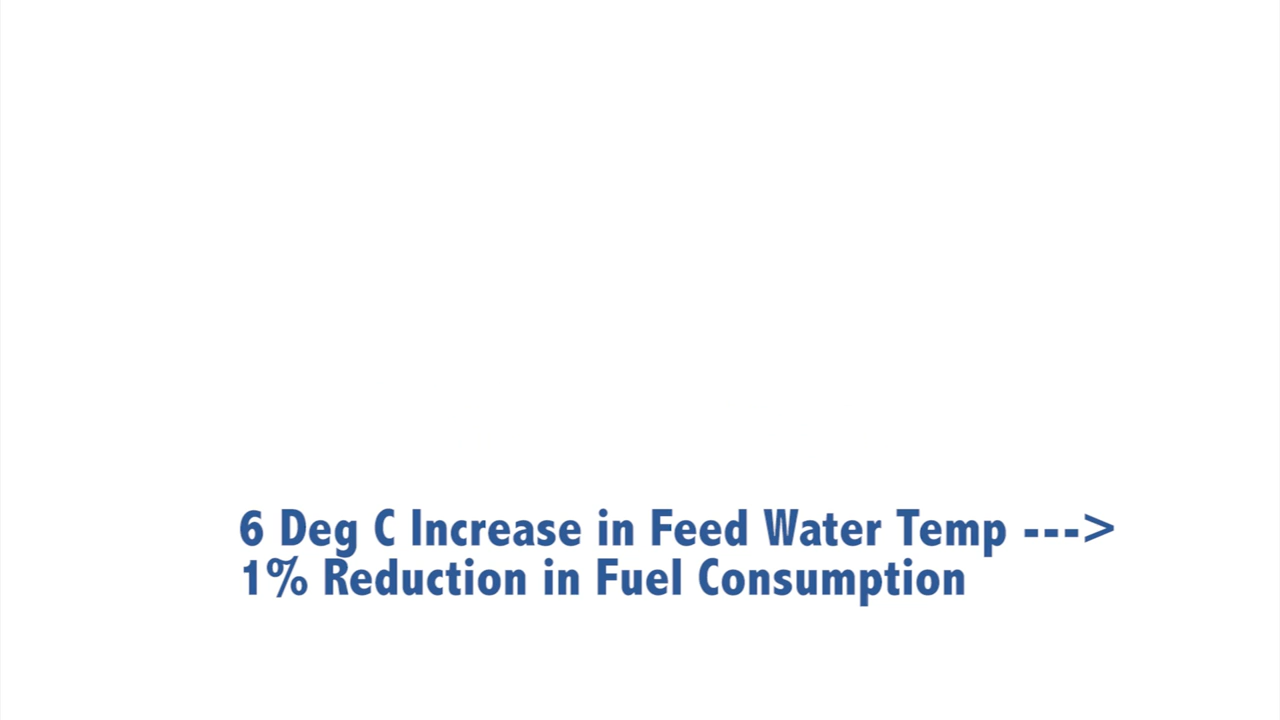 6 Deg C Increase in Feed Water Temp --->
1% Reduction in Fuel Consumption